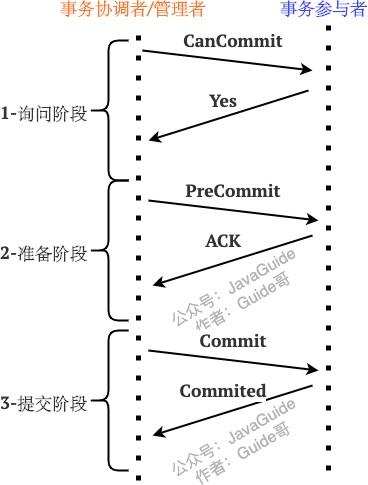 事务协调者/管理者
事务参与者
CanCommit
Yes
1-询问阶段
PreCommit
ACK
2-准备阶段
公众号：JavaGuide
作者：Guide哥
Commit
Commited
3-提交阶段
公众号：JavaGuide
作者：Guide哥